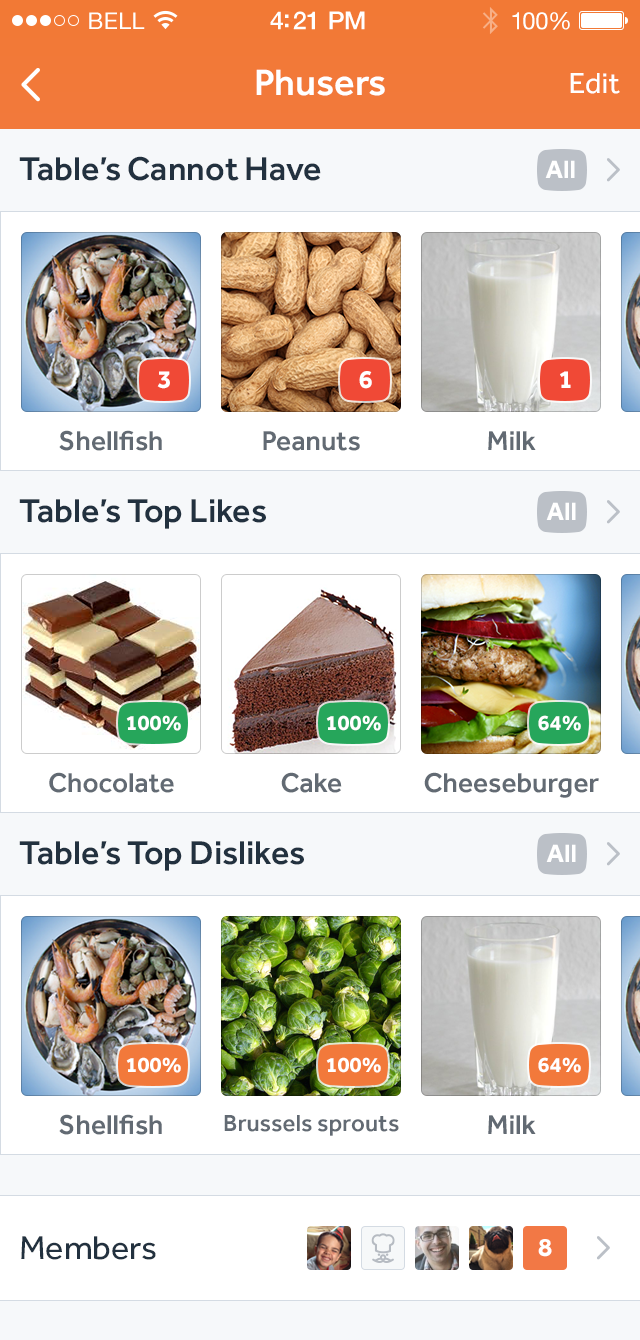 BELL 4:21 PM 100%
Phusers Edit
Table's Cannot Have All
3 6 1
Shellfish Peanuts Milk
Table's Top Likes All
100% 100% 64%
Chocolate Cake Cheeseburger
Table's Top Dislikes All
100% 100% 64%
Shellfish Brussels sprouts Milk
Members 8